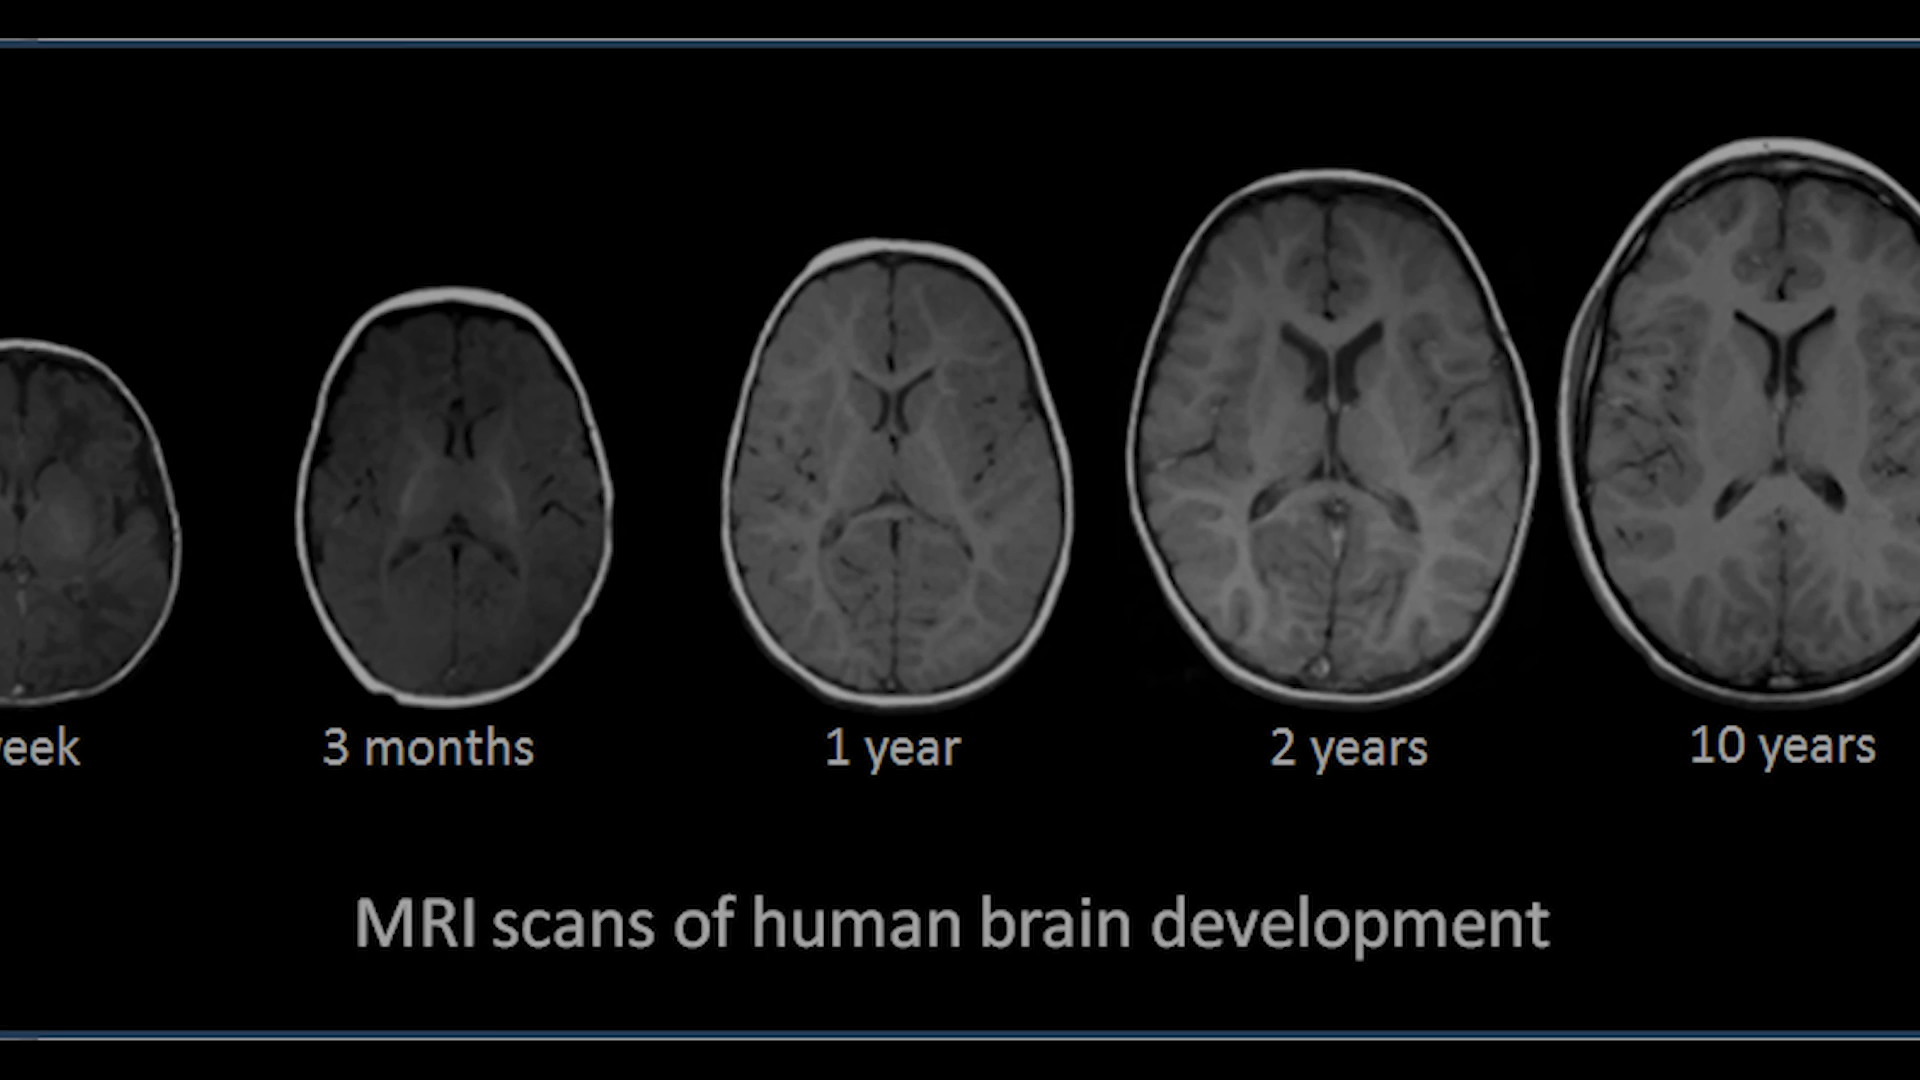 eek
3 months
1 year
2 years
10 years
MRI scans of human brain development